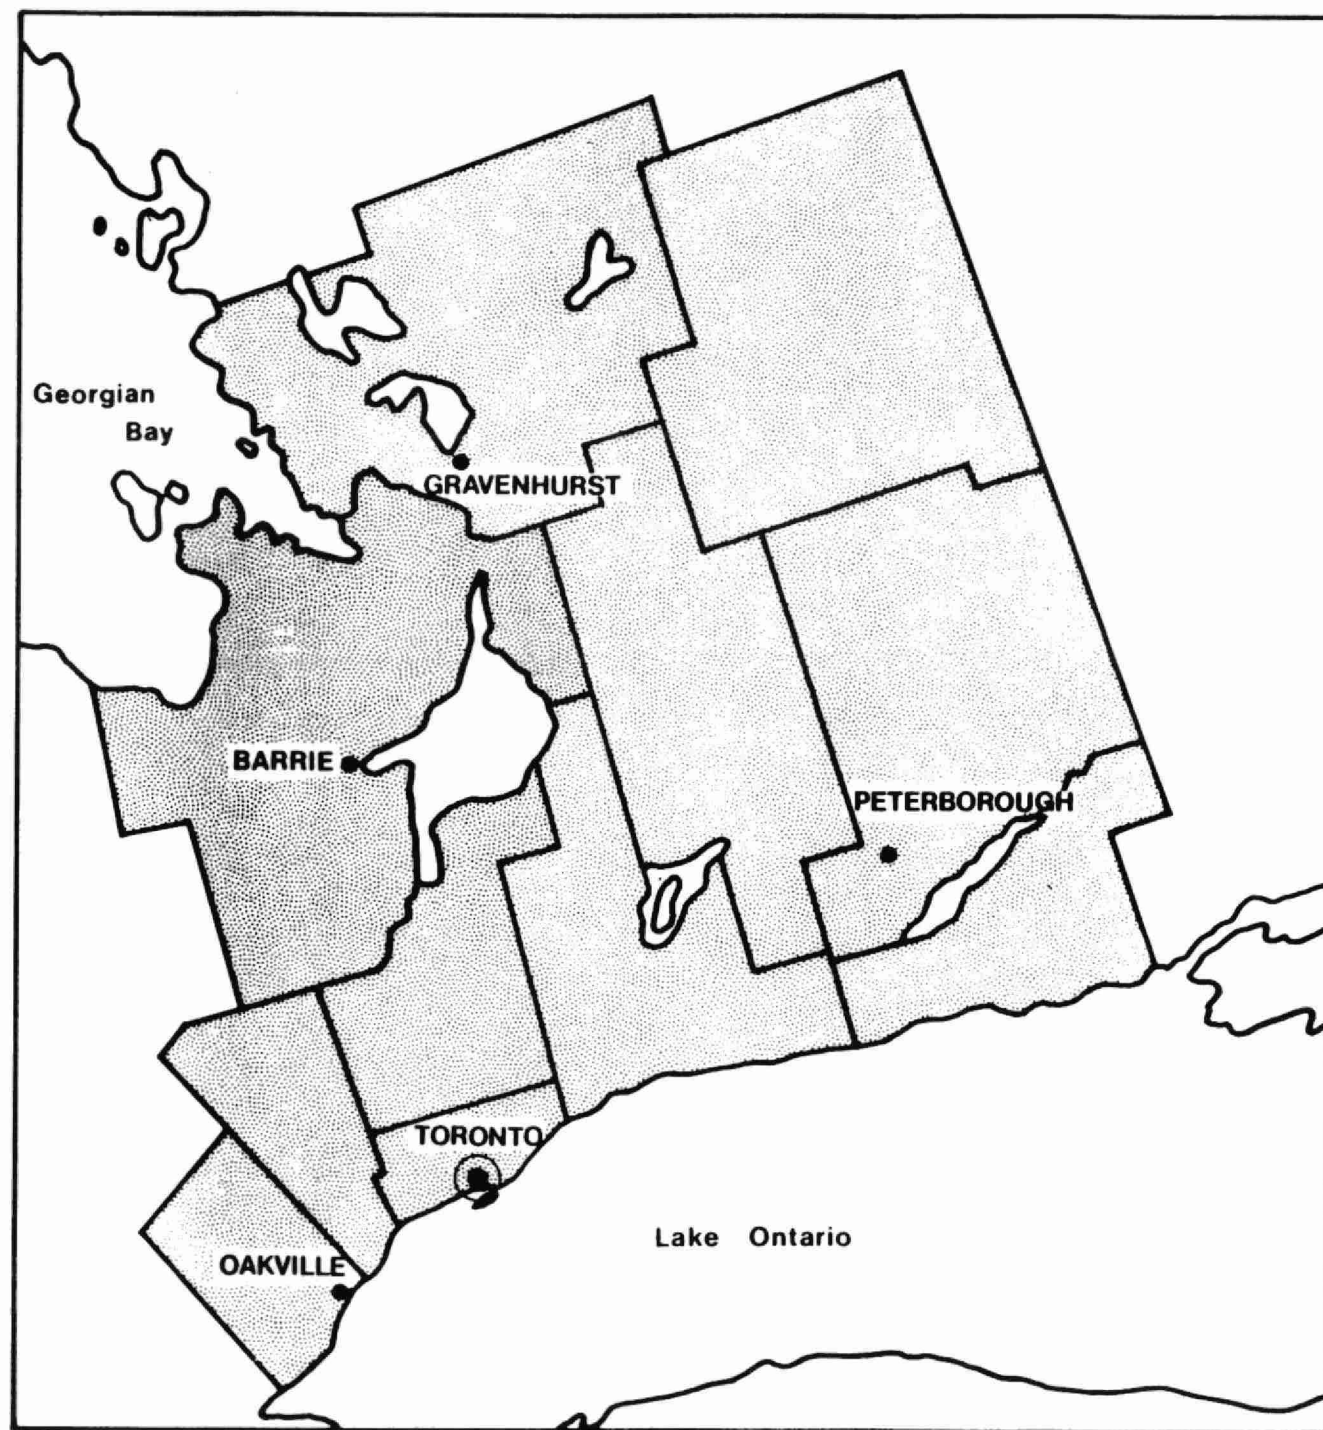 Georgian
Bay
GRAVENHURST
BARRIE
PETERBOROUGH
TORONTO
Lake Ontario
OAKVILLE